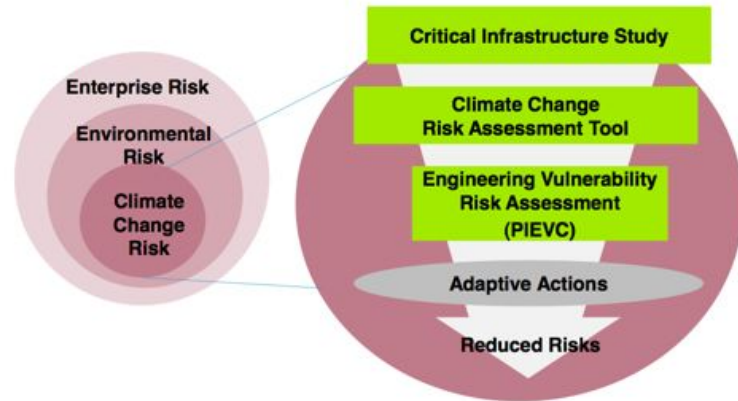 Enterprise Risk
Environmental
Risk
Climate
Change
Risk
Critical Infrastructure Study
Climate Change
Risk Assessment Tool
Engineering Vulnerability
Risk Assessment
(PIEVC)
Adaptive Actions
Reduced Risks